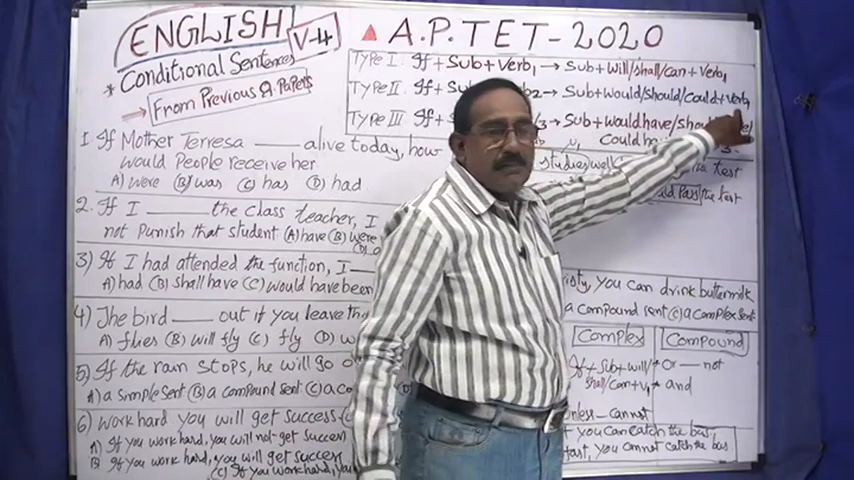 ENGLISH V-4
A.P.TET-2020
* Conditional Sentences
→ From Previous Q.Papers
Type I: If + Sub + Verb1 → Sub + will/shall/can + Verb1
Type II: If + Sub b2 → Sub + would/should/could + Verb1
Type III: If + S /3 → Sub + would have/
Could
studies well the test
Pass the test
1 If Mother Terresa ____ alive today, how
would People receive her
A) were (B) was (C) has (D) had
2. If I ____ the class teacher, I
not Punish that student (A) have (B) were
3) If I had attended the function, I
A) had (B) shall have (C) would have been
4) The bird ____ out if you leave th
A) flies (B) will fly (C) fly (D) w
5) If the rain stops, he will go o
A) a simple sent (B) a compound sent (C) a co
6) work hard you will get success
A) If you work hard, you will not get success
B If you work hard, you will get success
(C) If you work hard, you
isty, you can drink buttermilk
a compound sent (C) a complex sent
Complex Compound
If + Sub + will/ or — not
shall/can + V1 and
Unless — cannot
t you can catch the bus
fast, you cannot catch the bus